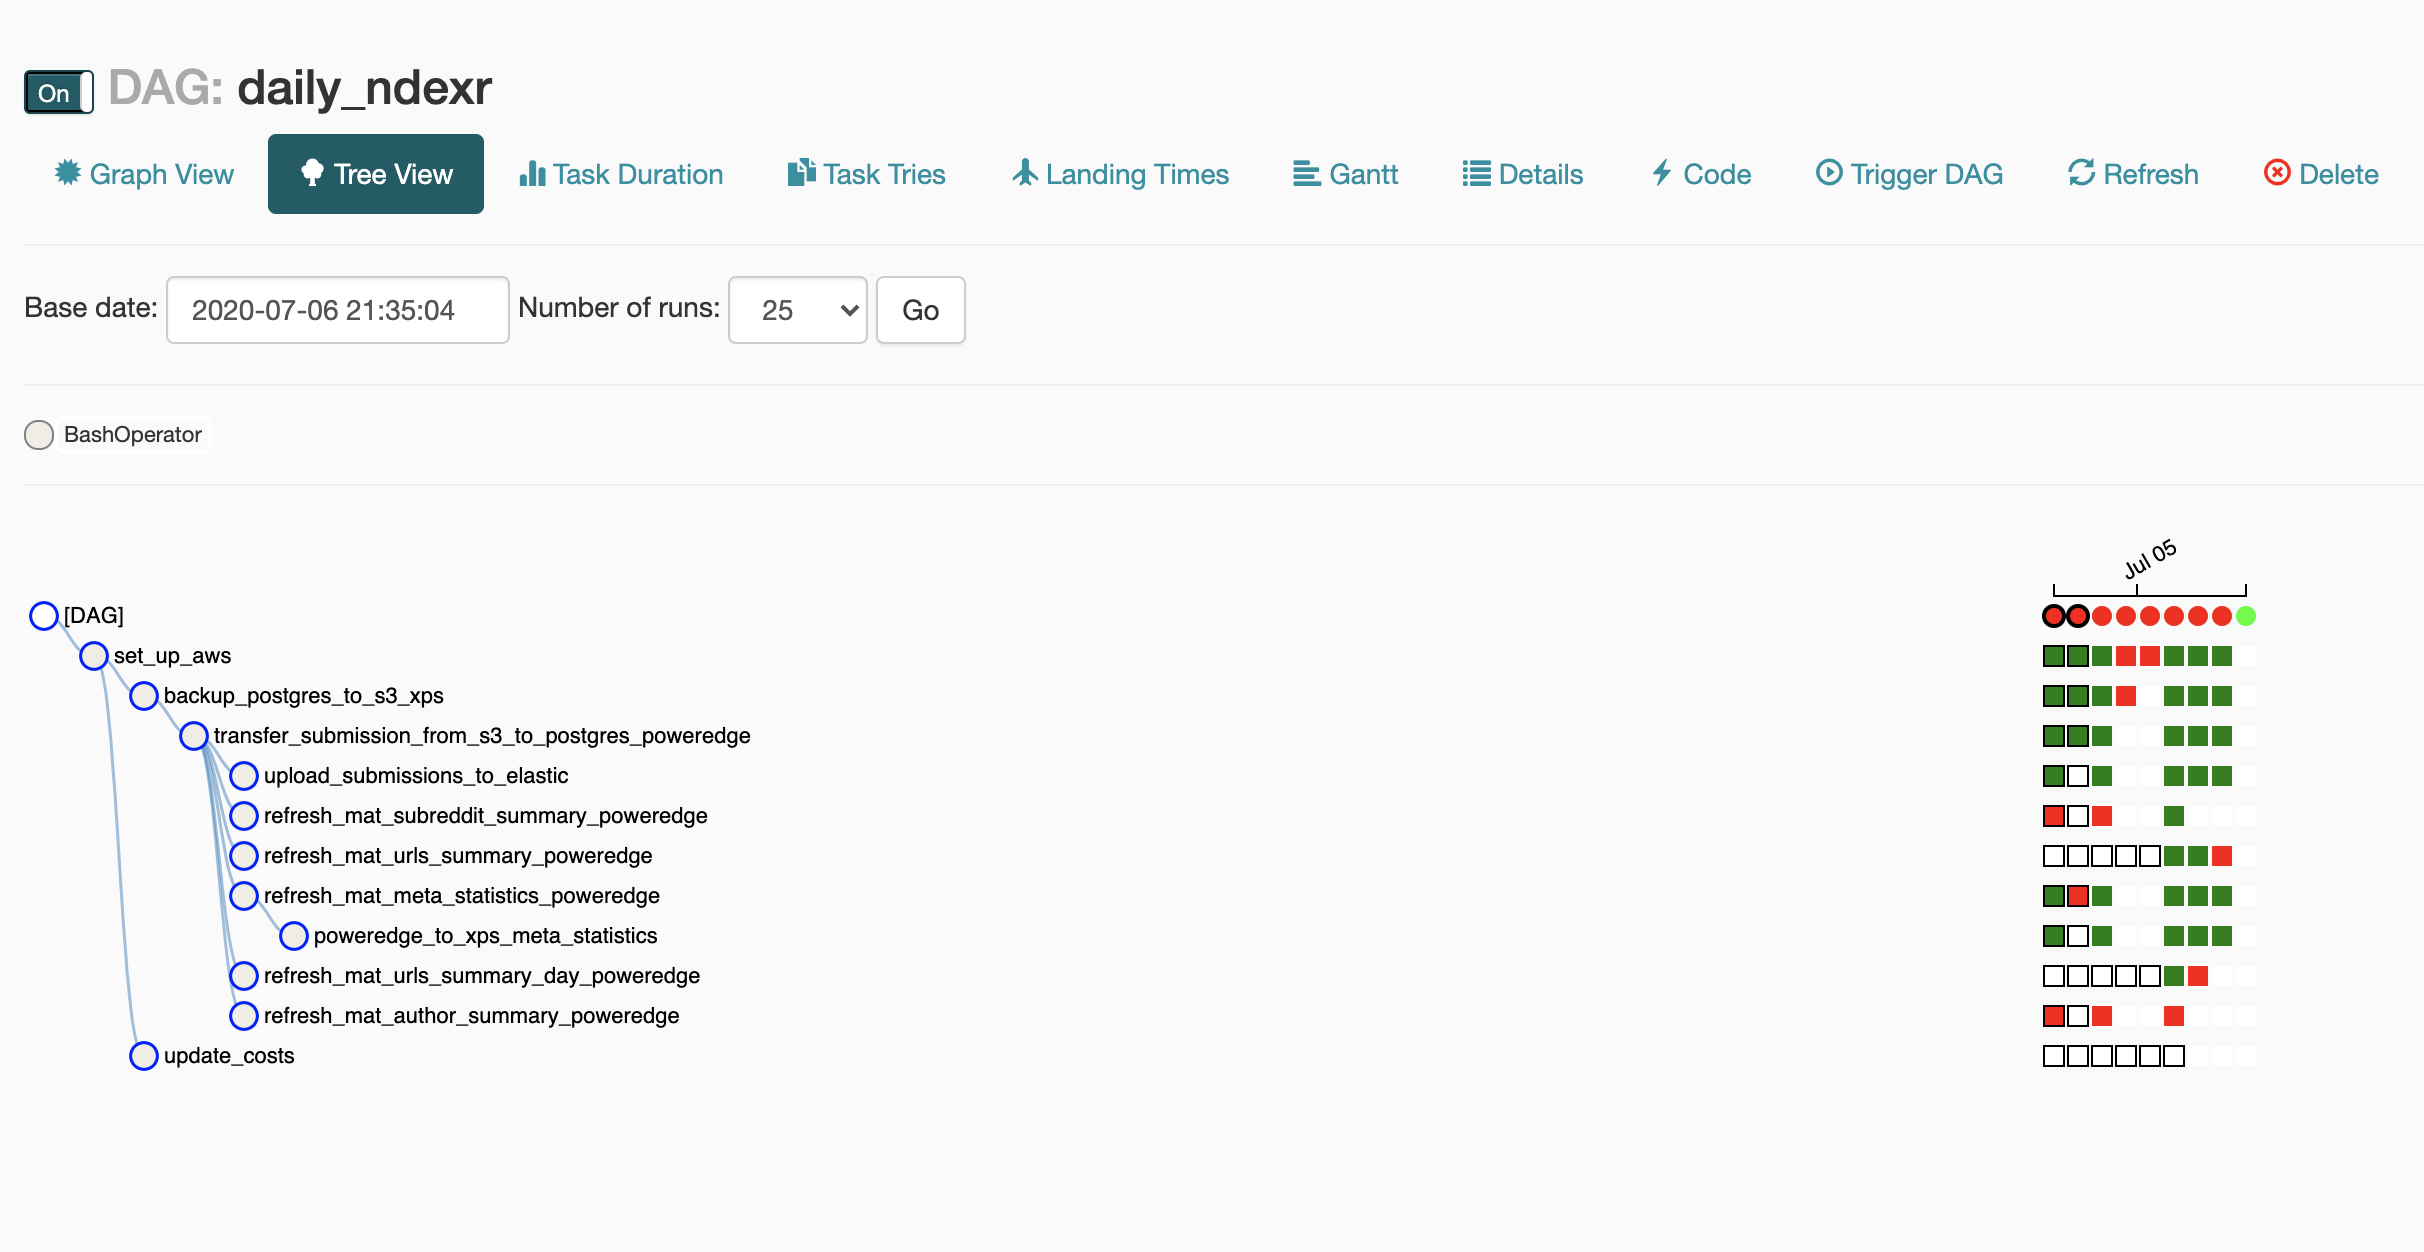 On DAG: daily_ndexr
Graph View Tree View Task Duration Task Tries Landing Times Gantt Details Code Trigger DAG Refresh Delete
Base date: 2020-07-06 21:35:04 Number of runs: 25 Go
BashOperator
Jul 05
[DAG]
set_up_aws
backup_postgres_to_s3_xps
transfer_submission_from_s3_to_postgres_poweredge
upload_submissions_to_elastic
refresh_mat_subreddit_summary_poweredge
refresh_mat_urls_summary_poweredge
refresh_mat_meta_statistics_poweredge
poweredge_to_xps_meta_statistics
refresh_mat_urls_summary_day_poweredge
refresh_mat_author_summary_poweredge
update_costs